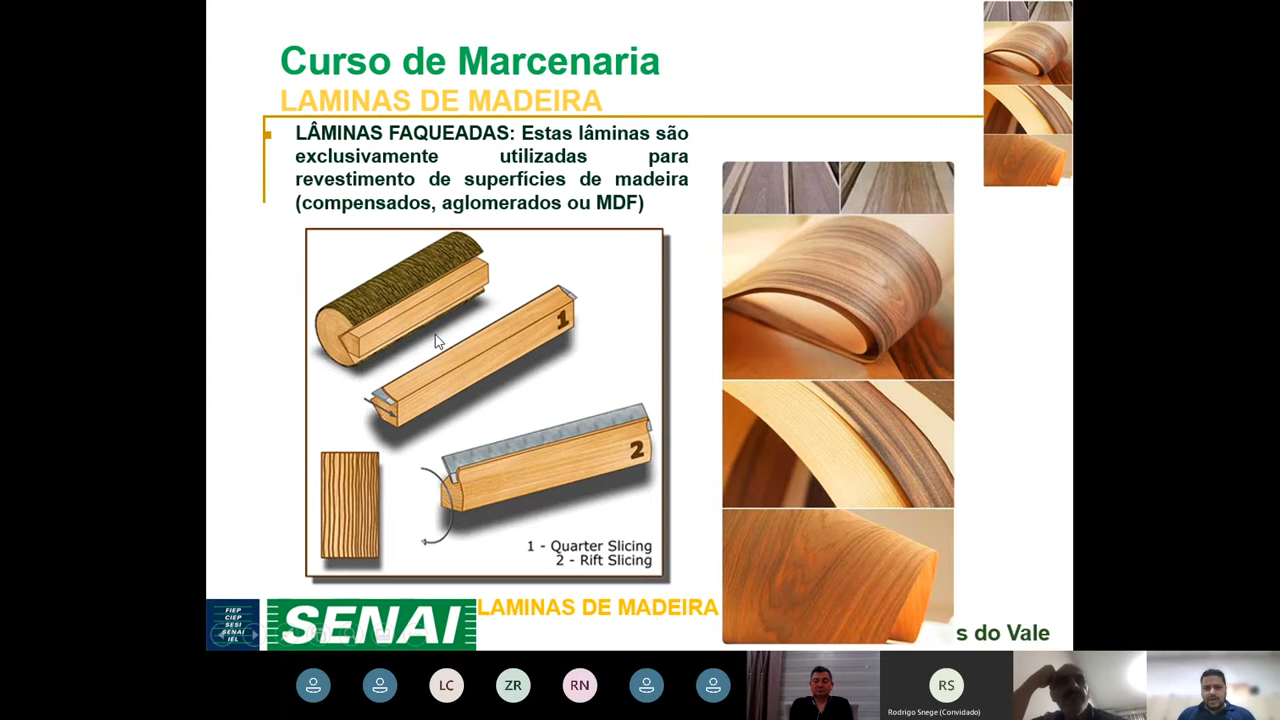 Curso de Marcenaria
LAMINAS DE MADEIRA
LÂMINAS FAQUEADAS: Estas lâminas são
exclusivamente utilizadas para
revestimento de superfícies de madeira
(compensados, aglomerados ou MDF)
1
2
1 - Quarter Slicing
2 - Rift Slicing
FIEP
CIEP
SESI
SENAI
IEL
SENAI
LAMINAS DE MADEIRA
s do Vale
LC
ZR
RN
RS
Rodrigo Snege (Convidado)